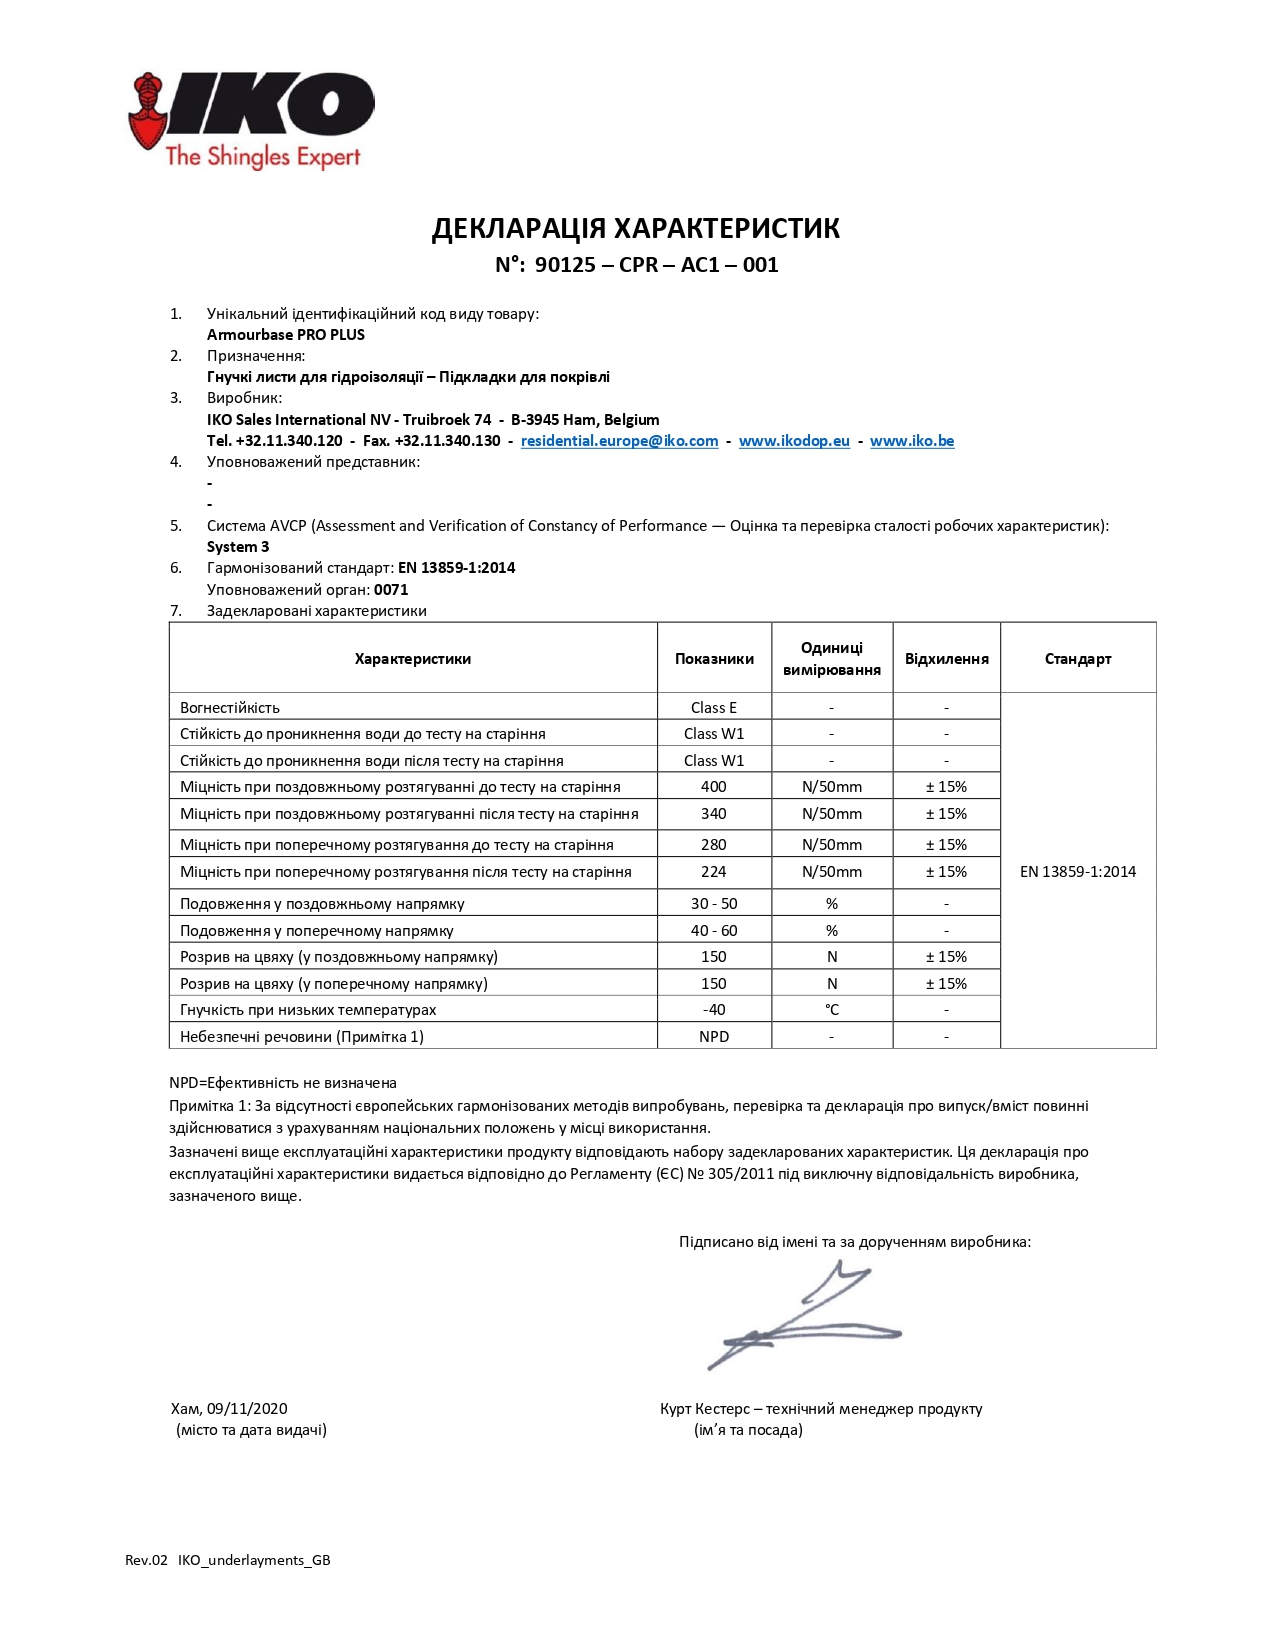 IKO
The Shingles Expert
ДЕКЛАРАЦІЯ ХАРАКТЕРИСТИК
N°: 90125 – CPR – AC1 – 001
1. Унікальний ідентифікаційний код виду товару:
Armourbase PRO PLUS
2. Призначення:
Гнучкі листи для гідроізоляції – Підкладки для покрівлі
3. Виробник:
IKO Sales International NV - Truibroek 74 - B-3945 Ham, Belgium
Tel. +32.11.340.120 - Fax. +32.11.340.130 - residential.europe@iko.com - www.ikodop.eu - www.iko.be
4. Уповноважений представник:
-
-
5. Система AVCP (Assessment and Verification of Constancy of Performance — Оцінка та перевірка сталості робочих характеристик):
System 3
6. Гармонізований стандарт: EN 13859-1:2014
Уповноважений орган: 0071
7. Задекларовані характеристики
Характеристики Показники Одиниці вимірювання Відхилення Стандарт
Вогнестійкість Class E - -
Стійкість до проникнення води до тесту на старіння Class W1 - -
Стійкість до проникнення води після тесту на старіння Class W1 - -
Міцність при поздовжньому розтягуванні до тесту на старіння 400 N/50mm ± 15%
Міцність при поздовжньому розтягуванні після тесту на старіння 340 N/50mm ± 15%
Міцність при поперечному розтягування до тесту на старіння 280 N/50mm ± 15%
Міцність при поперечному розтягування після тесту на старіння 224 N/50mm ± 15% EN 13859-1:2014
Подовження у поздовжньому напрямку 30 - 50 % -
Подовження у поперечному напрямку 40 - 60 % -
Розрив на цвяху (у поздовжньому напрямку) 150 N ± 15%
Розрив на цвяху (у поперечному напрямку) 150 N ± 15%
Гнучкість при низьких температурах -40 °C -
Небезпечні речовини (Примітка 1) NPD - -
NPD=Ефективність не визначена
Примітка 1: За відсутності європейських гармонізованих методів випробувань, перевірка та декларація про випуск/вміст повинні
здійснюватися з урахуванням національних положень у місці використання.
Зазначені вище експлуатаційні характеристики продукту відповідають набору задекларованих характеристик. Ця декларація про
експлуатаційні характеристики видається відповідно до Регламенту (ЄС) № 305/2011 під виключну відповідальність виробника,
зазначеного вище.
Підписано від імені та за дорученням виробника:
Хам, 09/11/2020 Курт Кестерс – технічний менеджер продукту
(місто та дата видачі) (ім’я та посада)
Rev.02 IKO_underlayments_GB